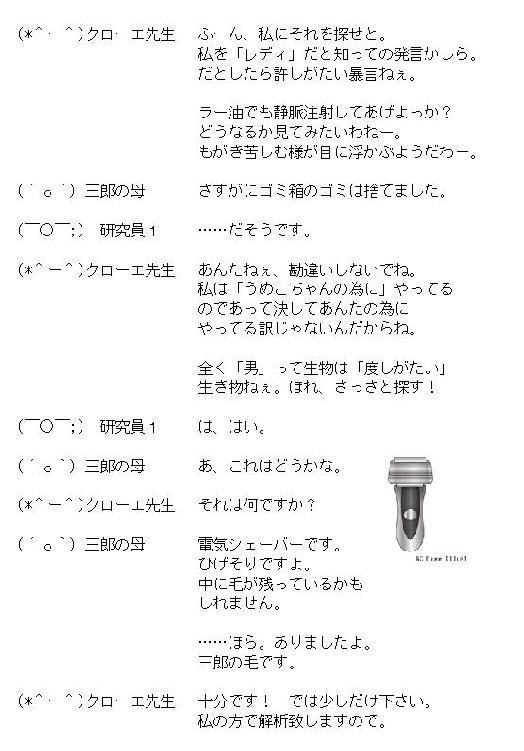 (*＾-＾)クローエ先生　ふーん、私にそれを探せと。
私を「レディ」だと知っての発言かしら。
だとしたら許しがたい暴言ねぇ。
ラー油でも静脈注射してあげよっか？
どうなるか見てみたいわねー。
もがき苦しむ様が目に浮かぶようだわー。
(´ｏ｀) 三郎の母　さすがにゴミ箱のゴミは捨てました。
(￣〇￣;)　研究員１　……だそうです。
(*＾ー＾)クローエ先生　あんたねぇ、勘違いしないでね。
私は「うめこちゃんの為に」やってる
のであって決してあんたの為に
やってる訳じゃないんだからね。
全く「男」って生物は「度しがたい」
生き物ねぇ。ほれ、さっさと探す！
(￣〇￣;)　研究員１　は、はい。
(´ｏ｀) 三郎の母　あ、これはどうかな。
(*＾ー＾)クローエ先生　それは何ですか？
(´ｏ｀) 三郎の母　電気シェーバーです。
ひげそりですよ。
中に毛が残っているかも
しれません。
AC Free Illust
……ほら。ありましたよ。
三郎の毛です。
(*＾-＾)クローエ先生　十分です！　では少しだけ下さい。
私の方で解析致しますので。